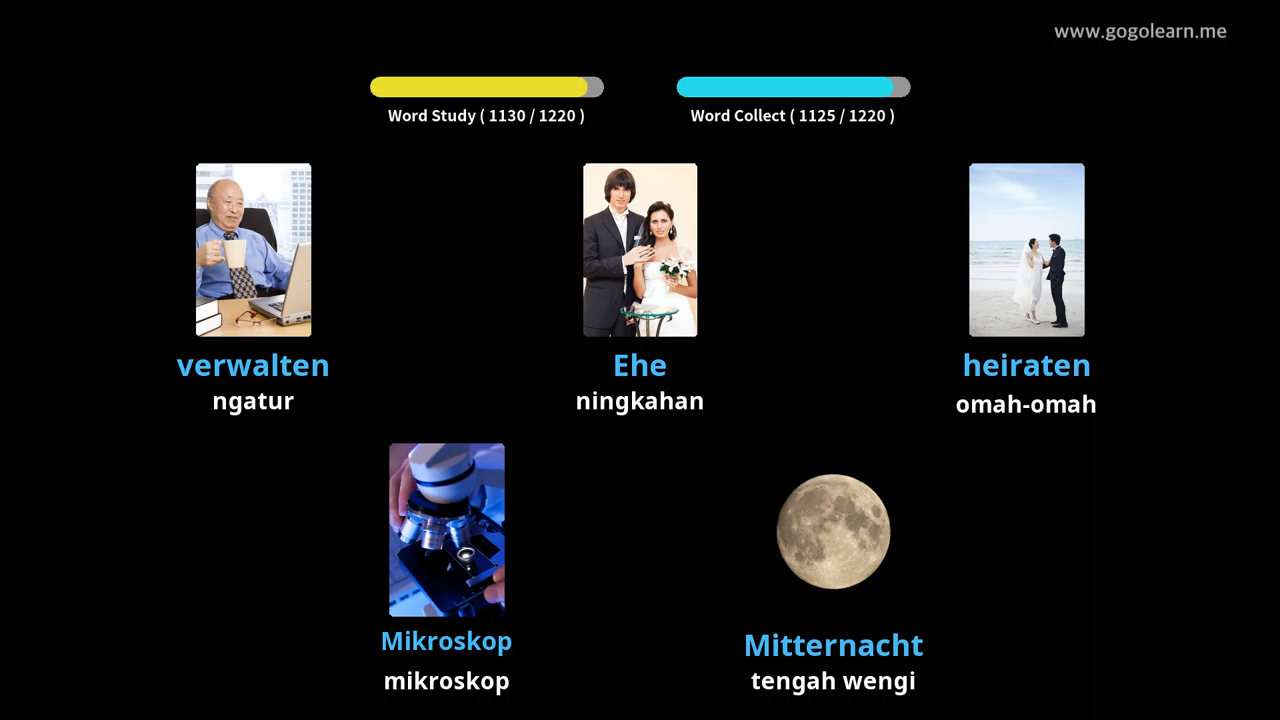 www.gogolearn.me
Word Study ( 1130 / 1220 )
Word Collect ( 1125 / 1220 )
verwalten
ngatur
Ehe
ningkahan
heiraten
omah-omah
Mikroskop
mikroskop
Mitternacht
tengah wengi